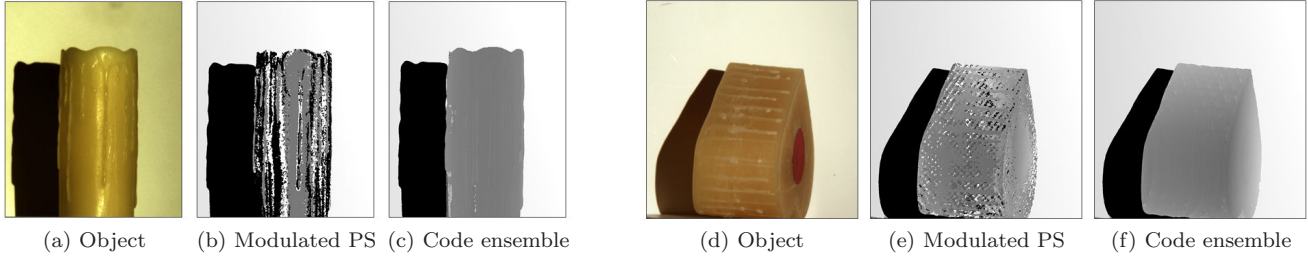 (a) Object
(b) Modulated PS
(c) Code ensemble
(d) Object
(e) Modulated PS
(f) Code ensemble